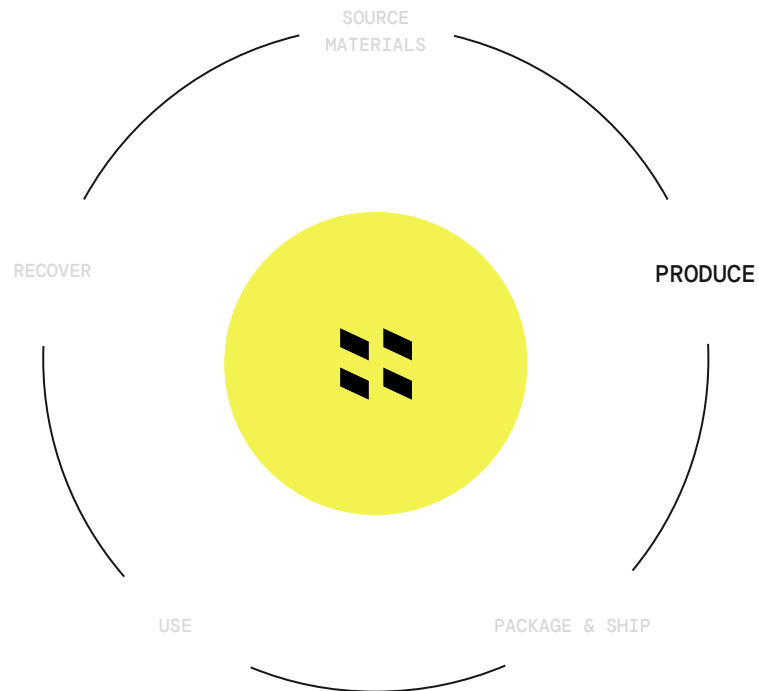 SOURCE
MATERIALS
RECOVER
PRODUCE
USE
PACKAGE & SHIP